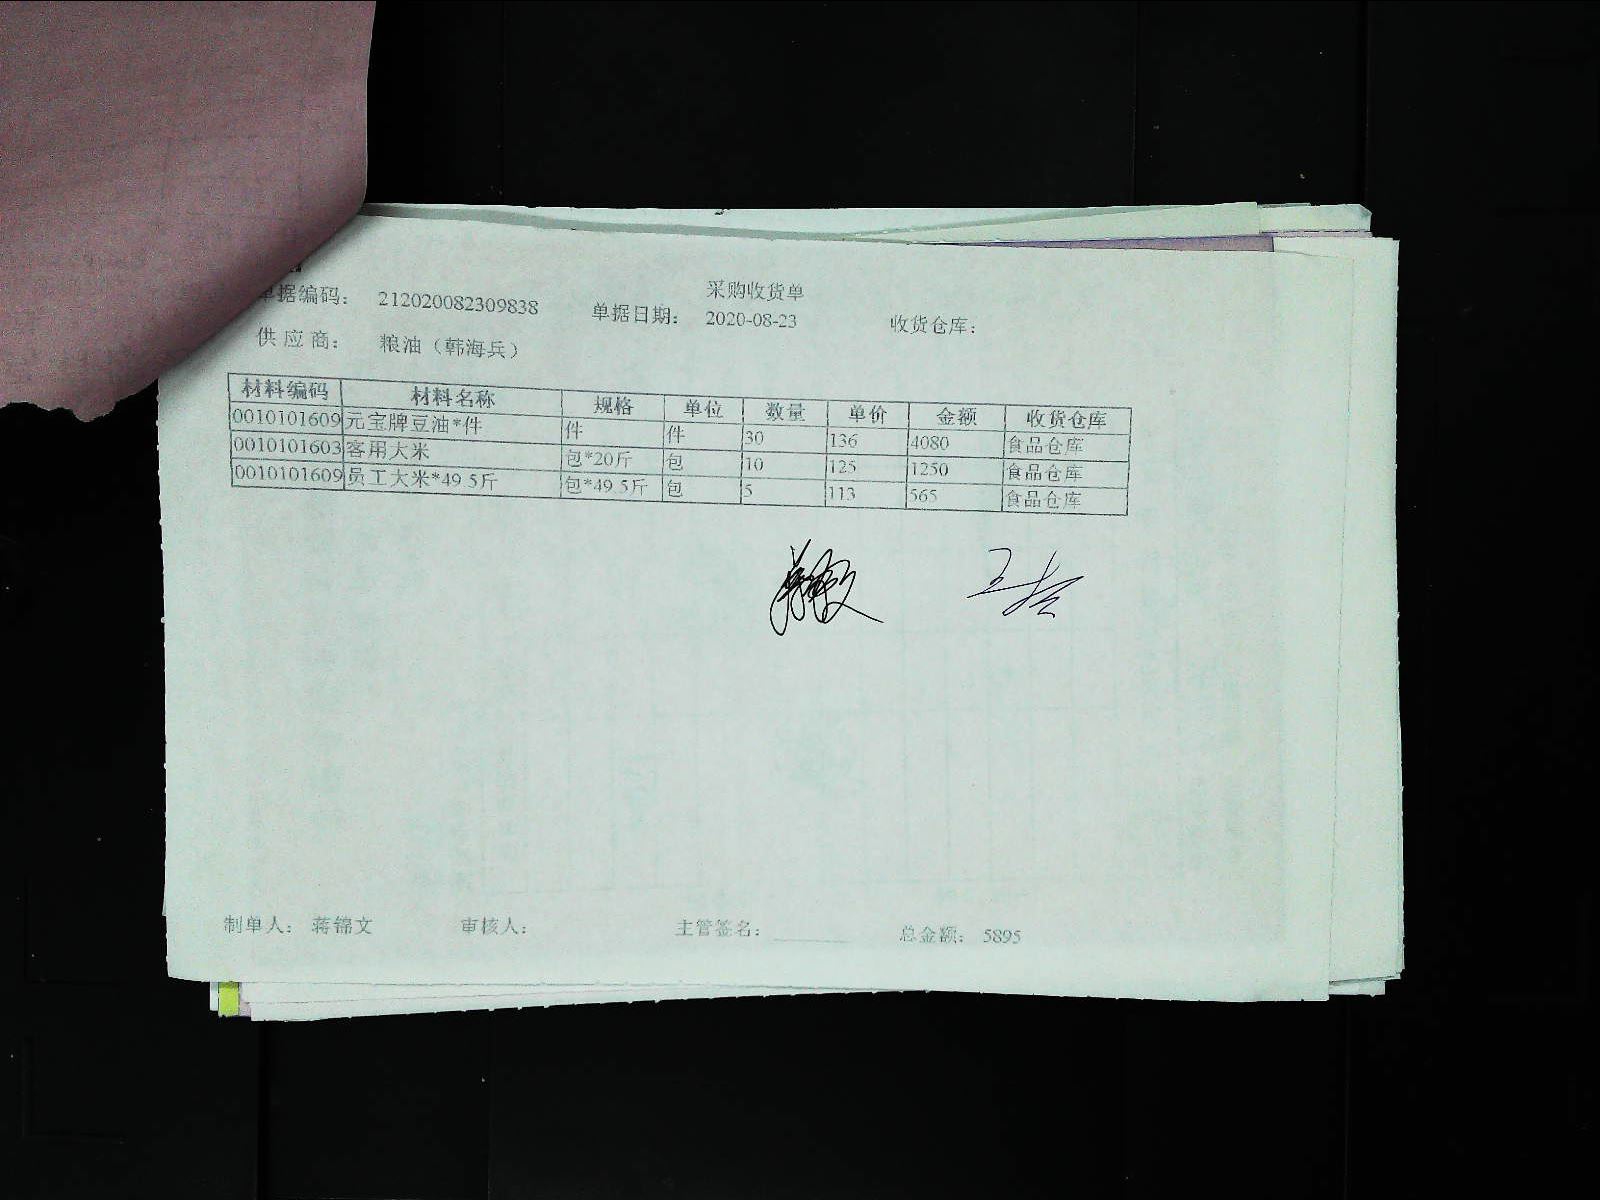 采购收货单
单据编码： 212020082309838 单据日期： 2020-08-23 收货仓库：
供 应 商： 粮油（韩海兵）
材料编码 材料名称 规格 单位 数量 单价 金额 收货仓库
0010101609 元宝牌豆油*件 件 件 30 136 4080 食品仓库
0010101603 客用大米 包*20斤 包 10 125 1250 食品仓库
0010101609 员工大米*49.5斤 包*49.5斤 包 5 113 565 食品仓库
制单人： 蒋锦文 审核人： 主管签名： 总金额： 5895